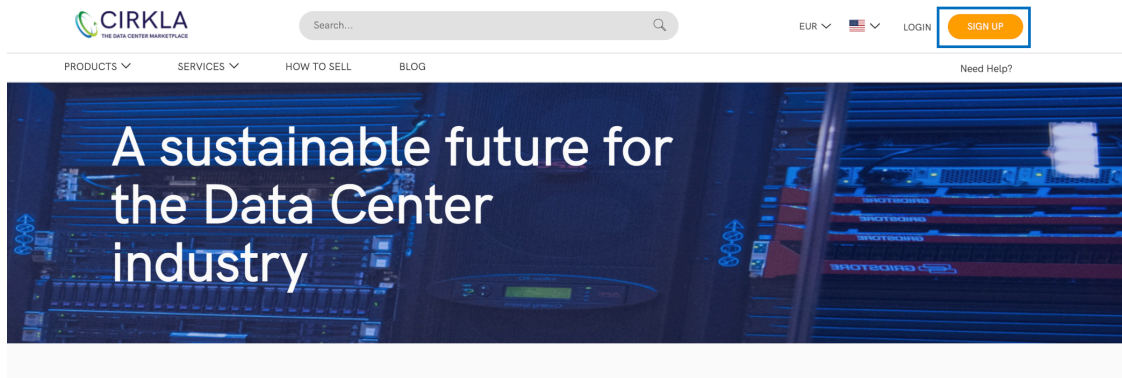 CIRKLA
THE DATA CENTER MARKETPLACE
Search...
EUR
LOGIN
SIGN UP
PRODUCTS
SERVICES
HOW TO SELL
BLOG
Need Help?
A sustainable future for
the Data Center
industry